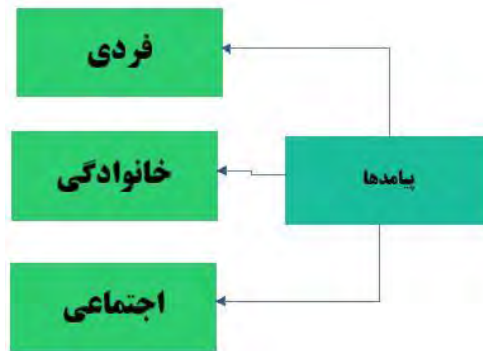 فردی
خانوادگی
پیامدها
اجتماعی